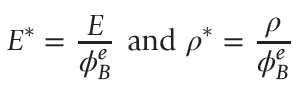 E* = E/ϕ_B^e and ρ* = ρ/ϕ_B^e